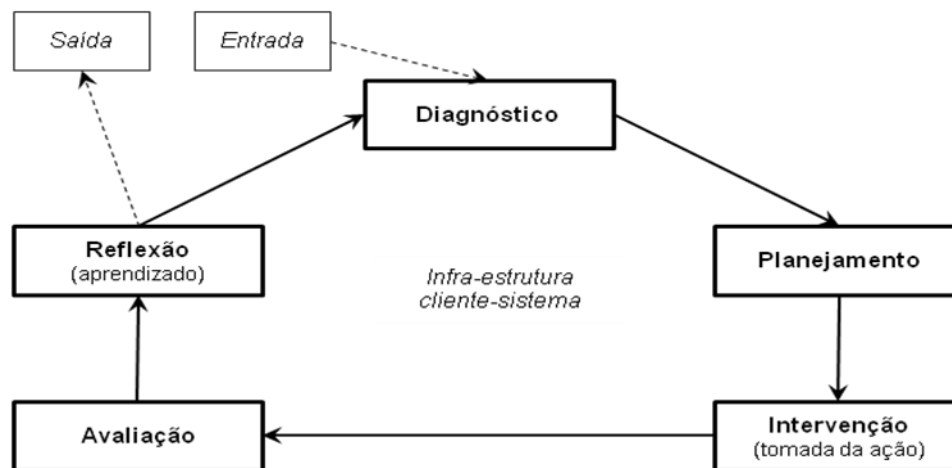 Saída
Entrada
Diagnóstico
Reflexão
(aprendizado)
Infra-estrutura
cliente-sistema
Planejamento
Avaliação
Intervenção
(tomada da ação)